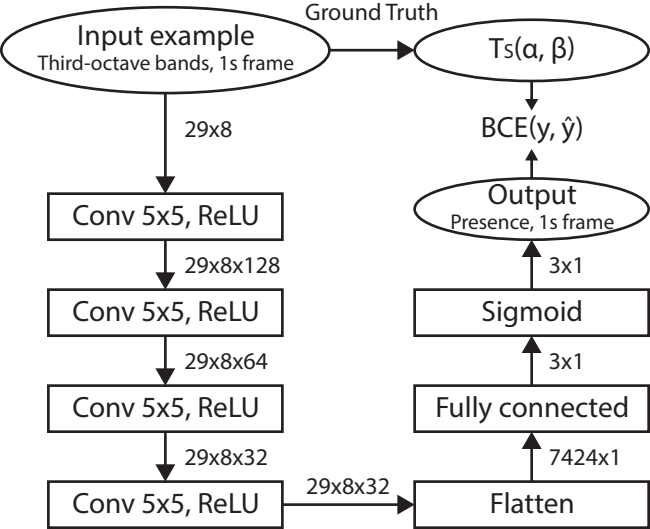 Input example
Third-octave bands, 1s frame
Ground Truth
Ts(α, β)
BCE(y, ŷ)
29x8
Conv 5x5, ReLU
29x8x128
Conv 5x5, ReLU
29x8x64
Conv 5x5, ReLU
29x8x32
Conv 5x5, ReLU
29x8x32
Flatten
7424x1
Fully connected
3x1
Sigmoid
3x1
Output
Presence, 1s frame